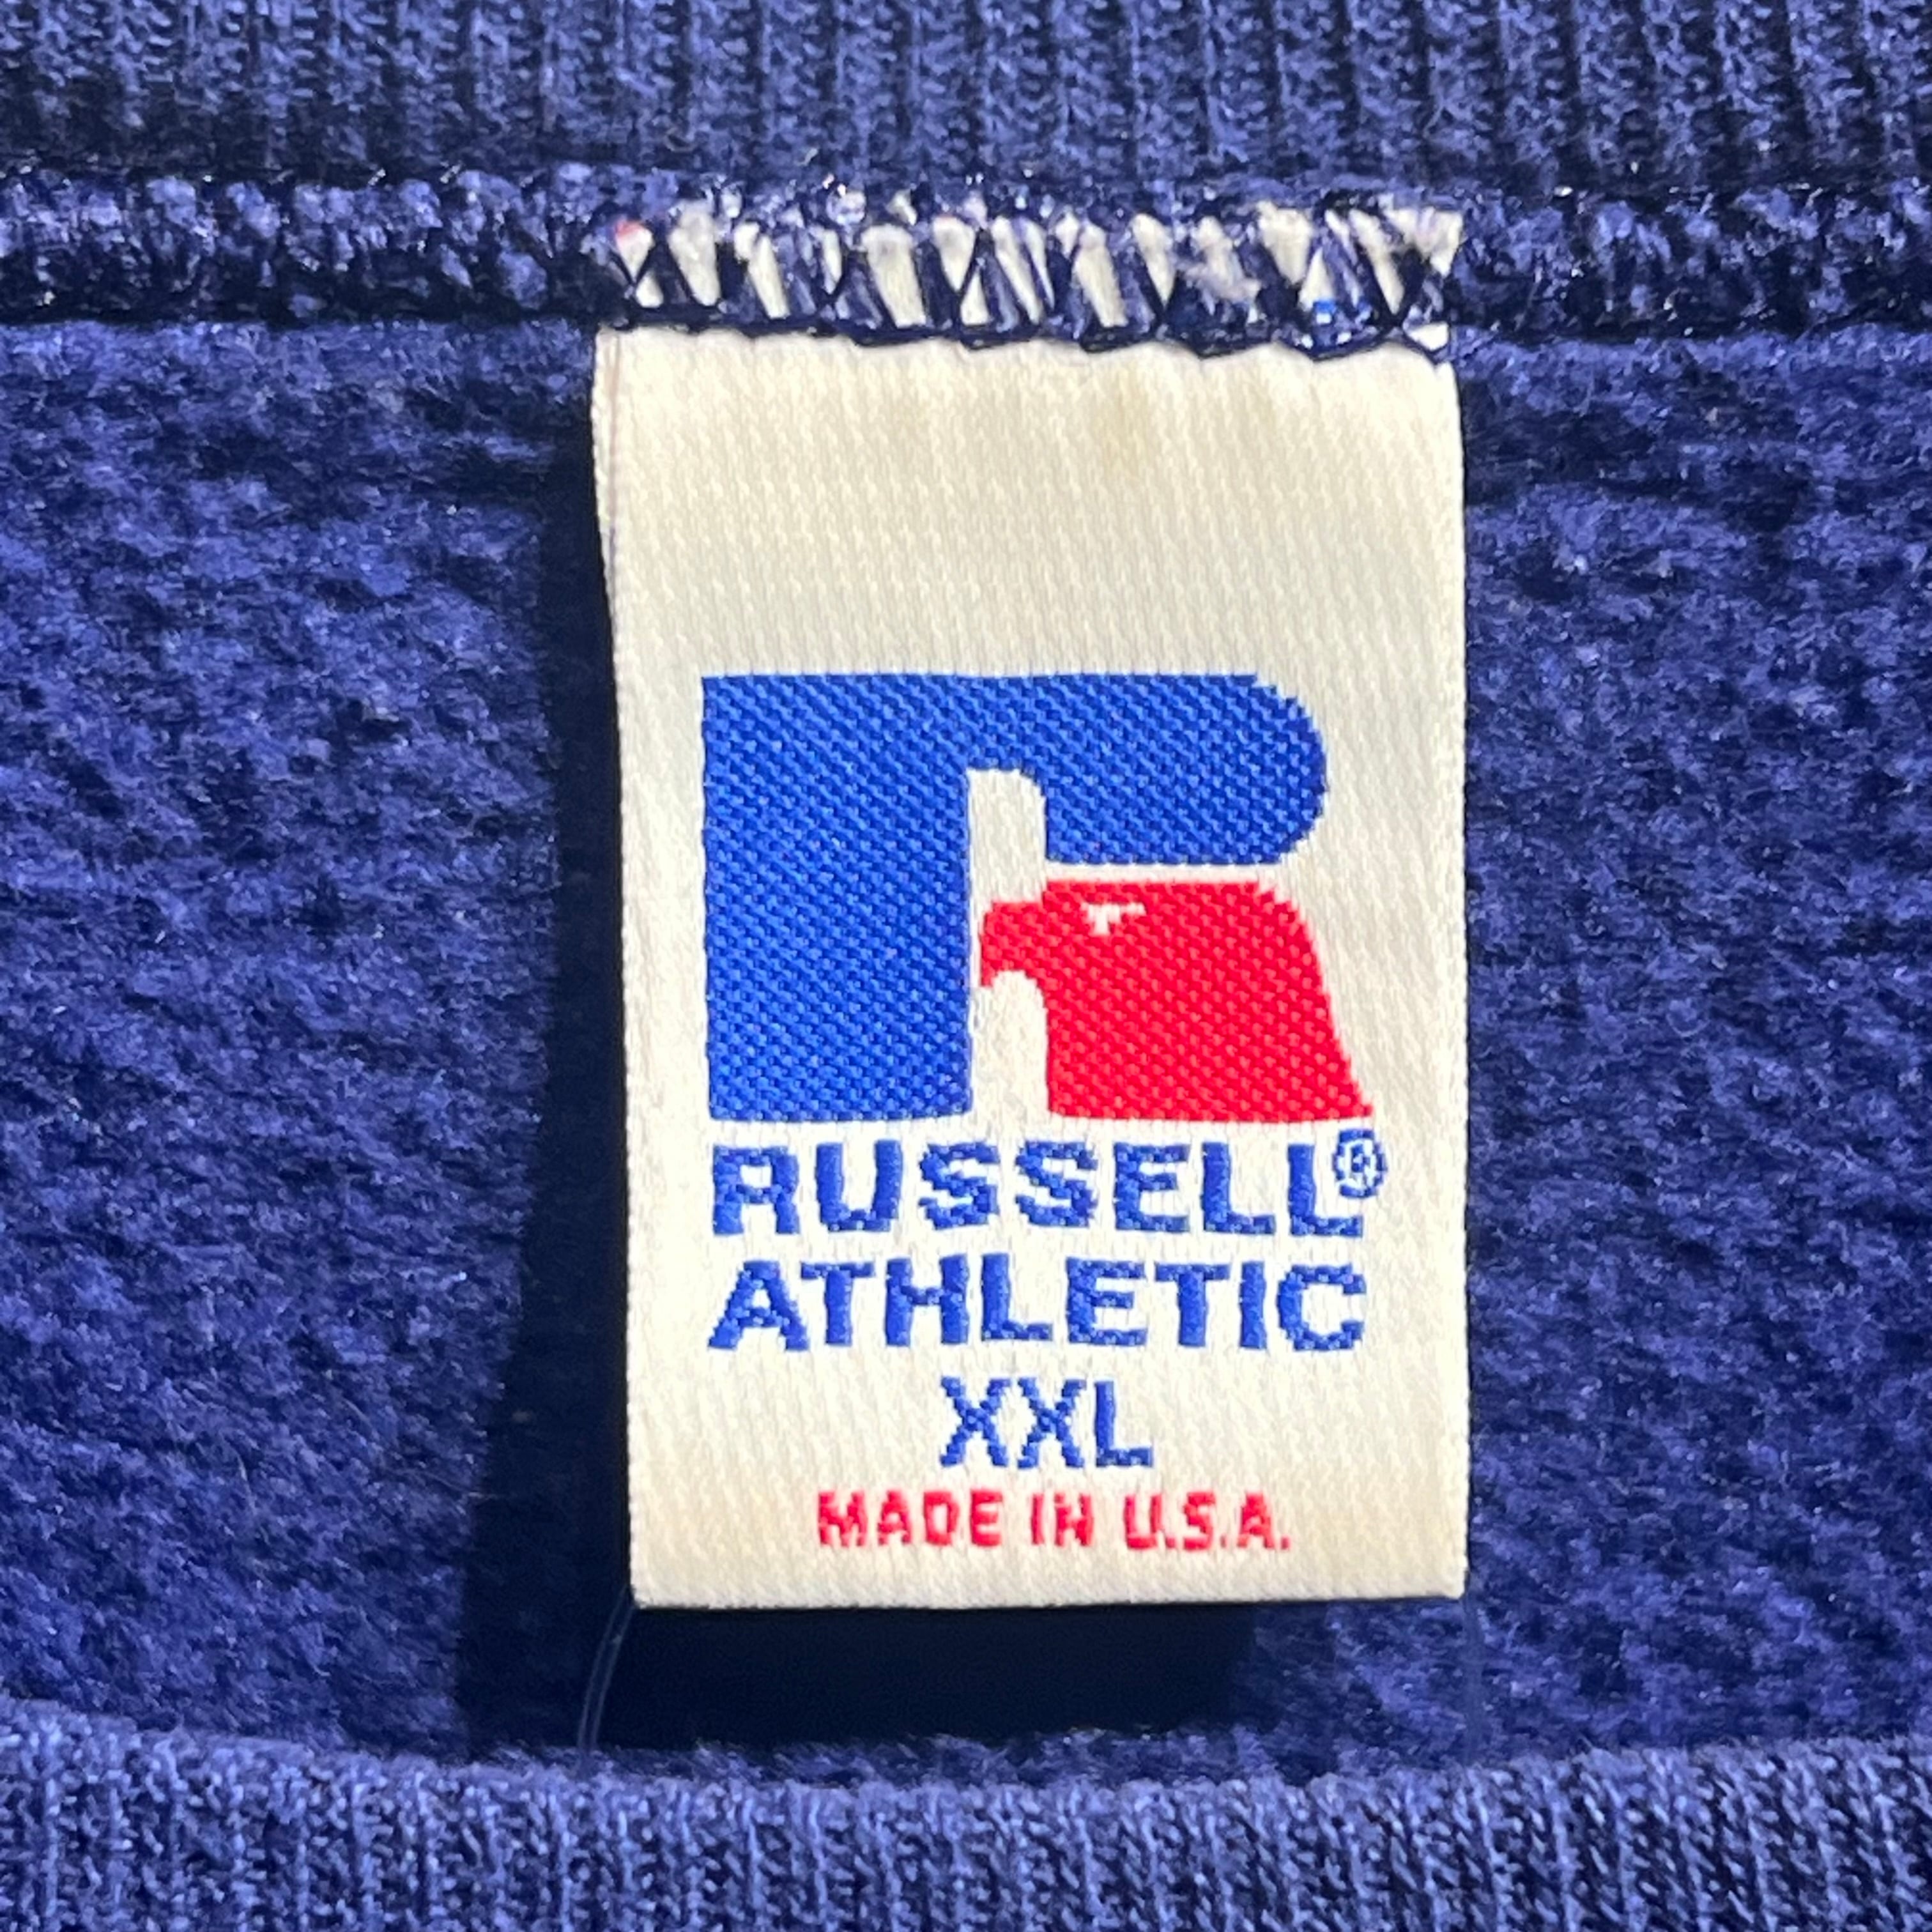 RUSSELL®
ATHLETIC
XXL
MADE IN U.S.A.